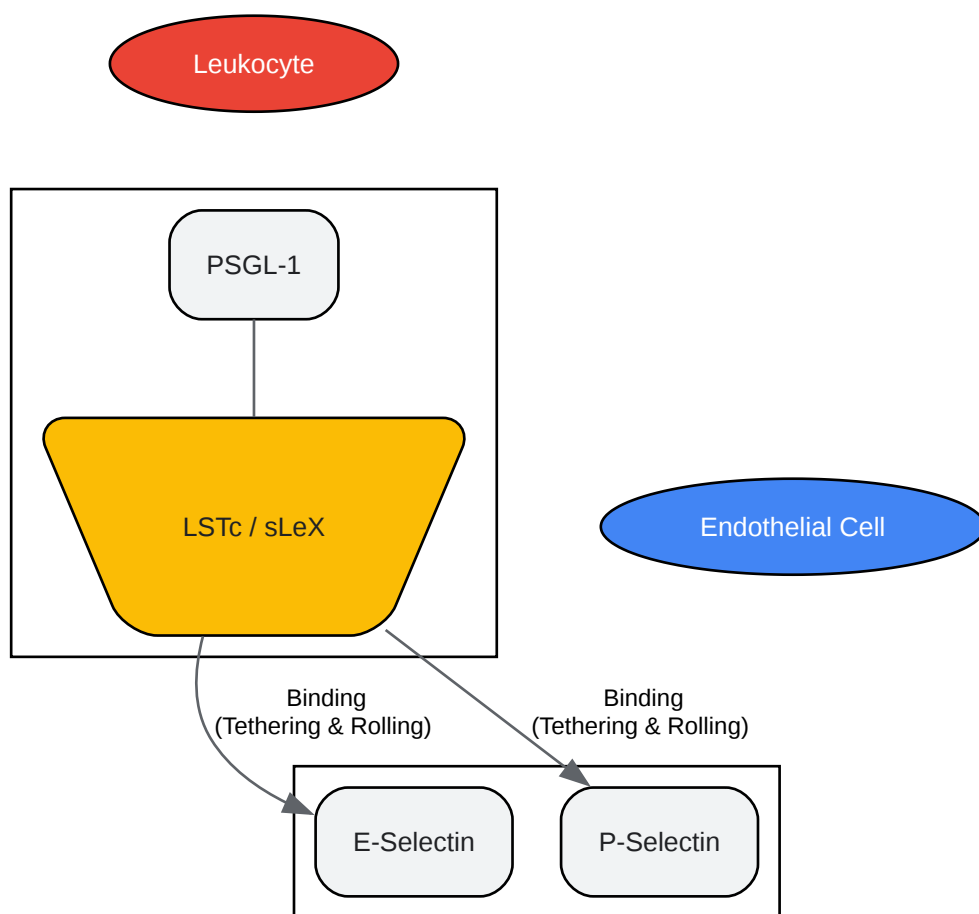 Leukocyte
PSGL-1
LSTc / sLeX
Endothelial Cell
Binding
(Tethering & Rolling)
Binding
(Tethering & Rolling)
E-Selectin
P-Selectin